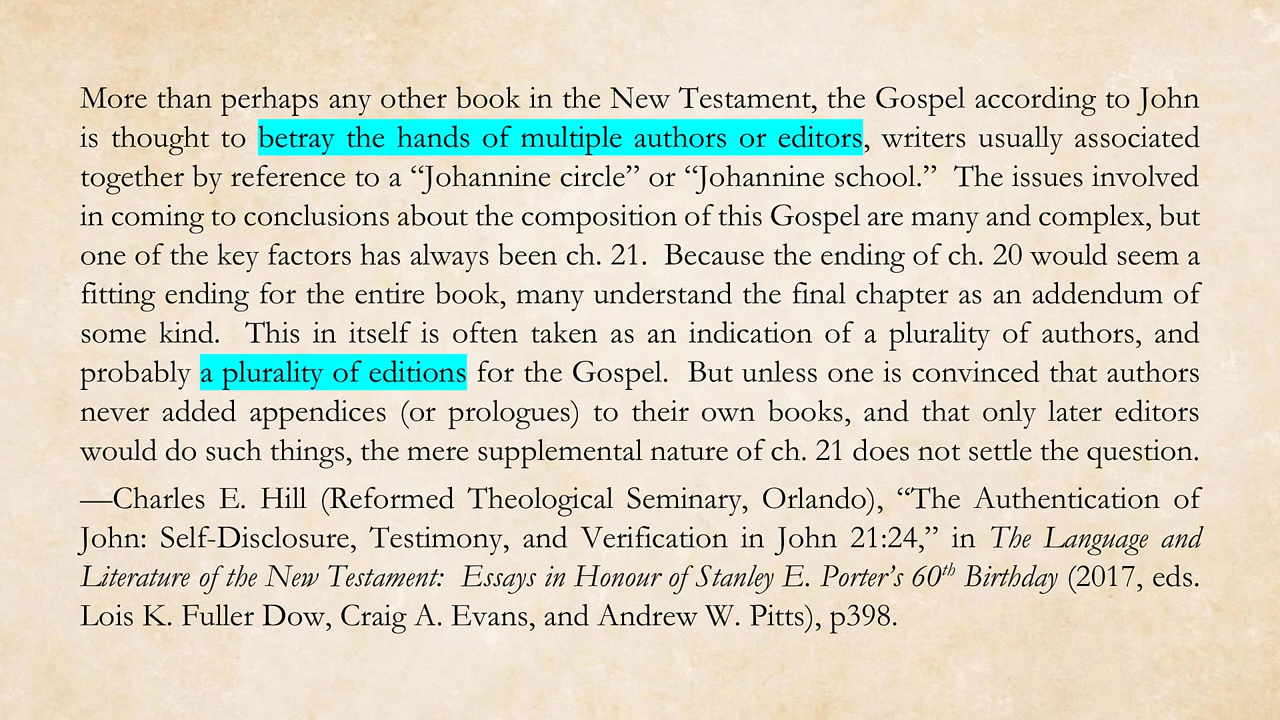 More than perhaps any other book in the New Testament, the Gospel according to John
is thought to betray the hands of multiple authors or editors, writers usually associated
together by reference to a “Johannine circle” or “Johannine school.”  The issues involved
in coming to conclusions about the composition of this Gospel are many and complex, but
one of the key factors has always been ch. 21.  Because the ending of ch. 20 would seem a
fitting ending for the entire book, many understand the final chapter as an addendum of
some kind.  This in itself is often taken as an indication of a plurality of authors, and
probably a plurality of editions for the Gospel.  But unless one is convinced that authors
never added appendices (or prologues) to their own books, and that only later editors
would do such things, the mere supplemental nature of ch. 21 does not settle the question.
—Charles E. Hill (Reformed Theological Seminary, Orlando), “The Authentication of
John: Self-Disclosure, Testimony, and Verification in John 21:24,” in The Language and
Literature of the New Testament:  Essays in Honour of Stanley E. Porter’s 60th Birthday (2017, eds.
Lois K. Fuller Dow, Craig A. Evans, and Andrew W. Pitts), p398.